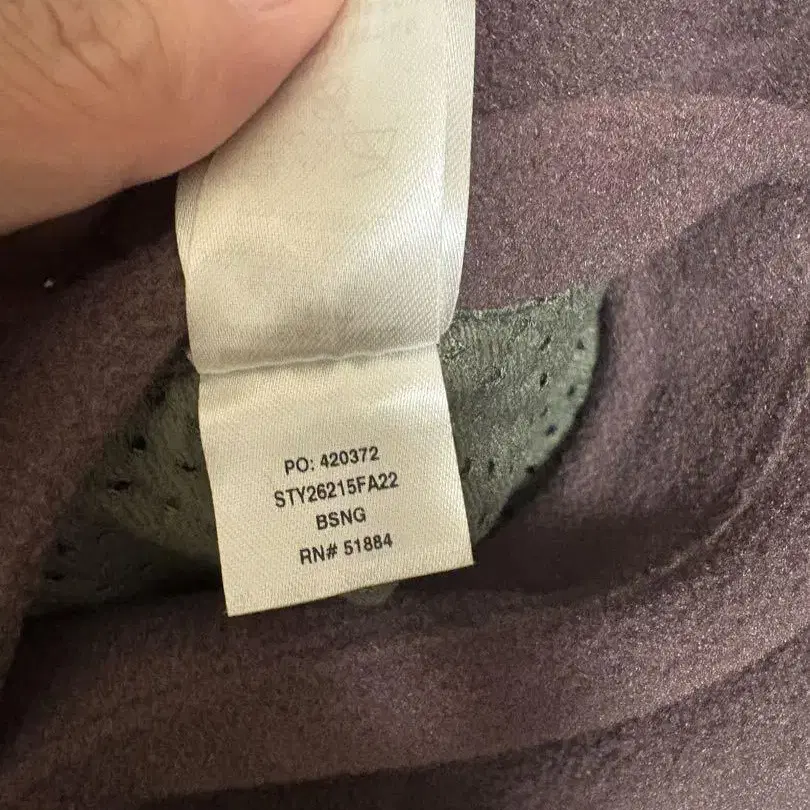 PO: 420372
STY26215FA22
BSNG
RN# 51884